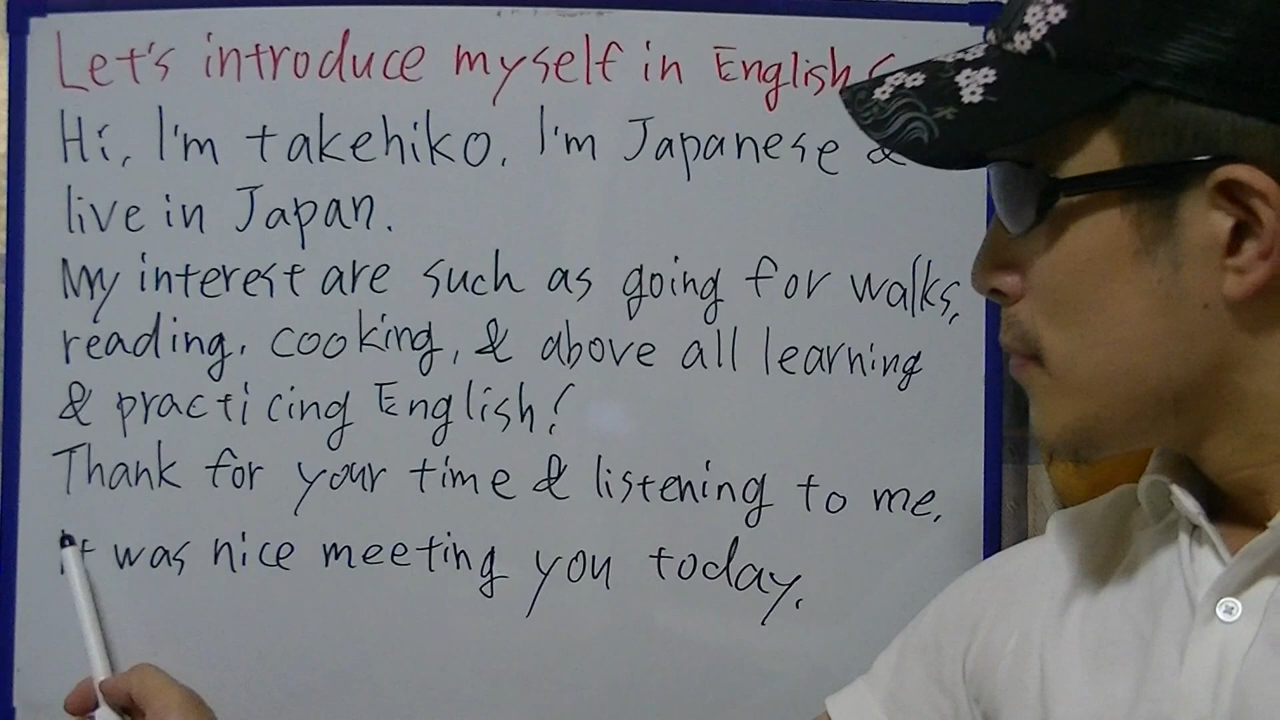 Let's introduce myself in English!
Hi, I'm takehiko. I'm Japanese &
live in Japan.
My interest are such as going for walks,
reading, cooking, & above all learning
& practicing English!
Thank for your time & listening to me.
It was nice meeting you today.